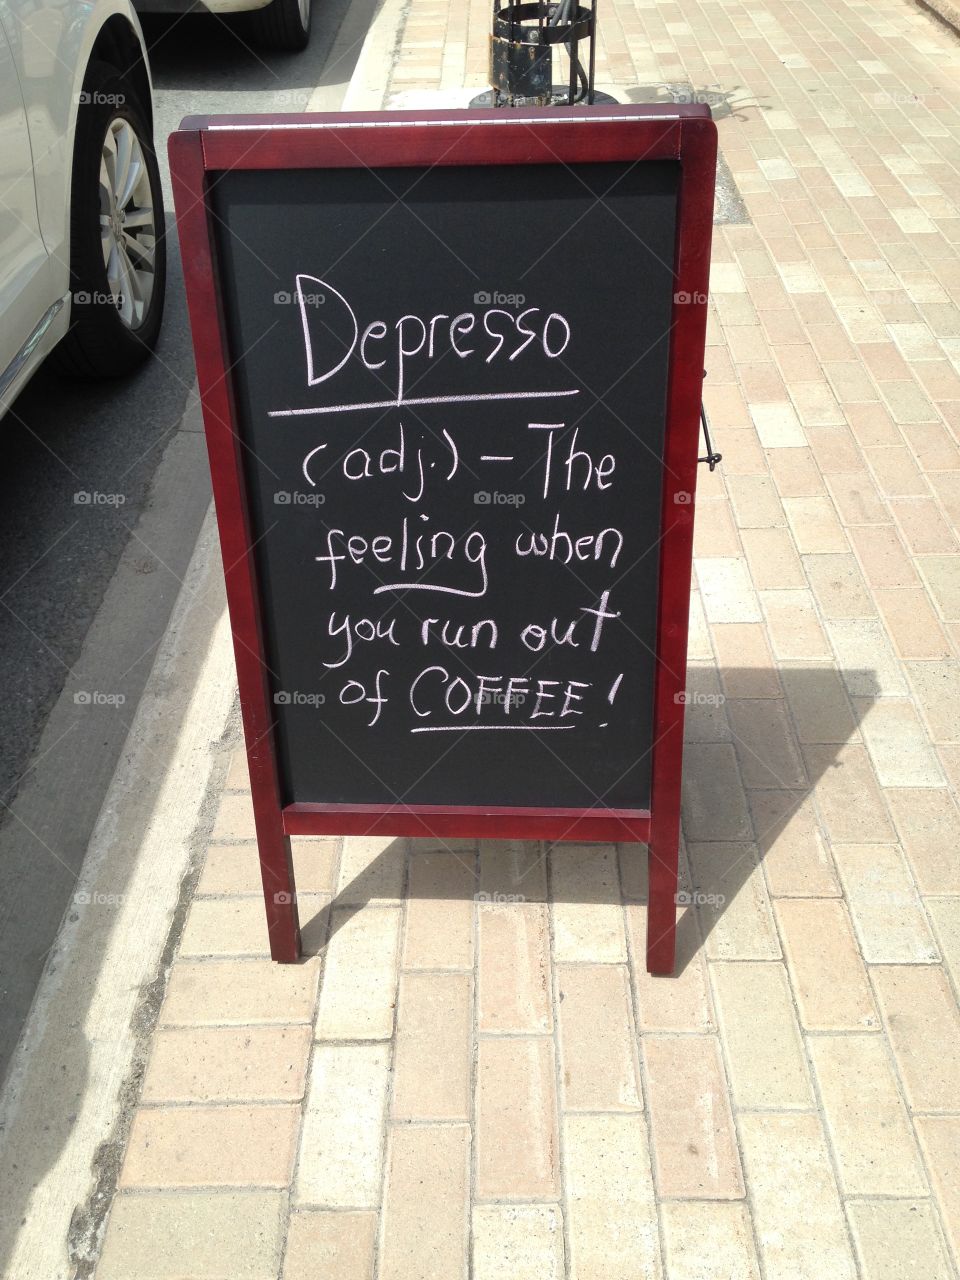 Depresso
(adj.) - The
feeling when
you run out
of COFFEE!